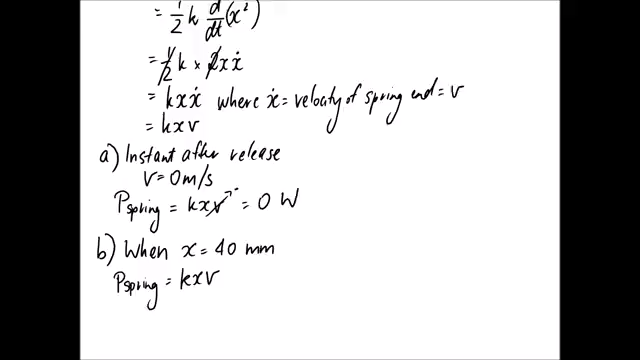 = 1/2 k d/dt (x²)
= 1/2 k × 2xẋ
= kxẋ where ẋ = velocity of spring end = v
= kxv
a) Instant after release
v = 0 m/s
Pspring = kxv = 0 W
b) When x = 40 mm
Pspring = kxv